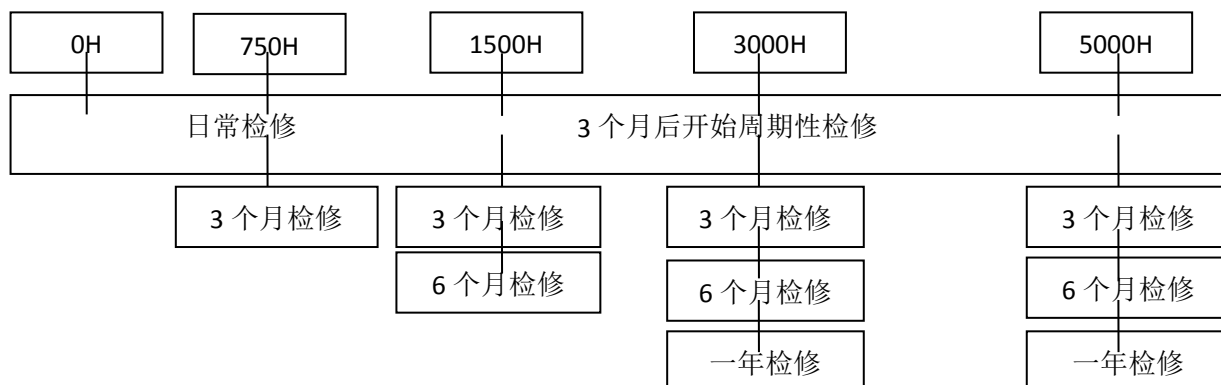 0H 750H 1500H 3000H 5000H
日常检修 3 个月后开始周期性检修
3 个月检修 3 个月检修 3 个月检修 3 个月检修
6 个月检修 6 个月检修 6 个月检修
一年检修 一年检修